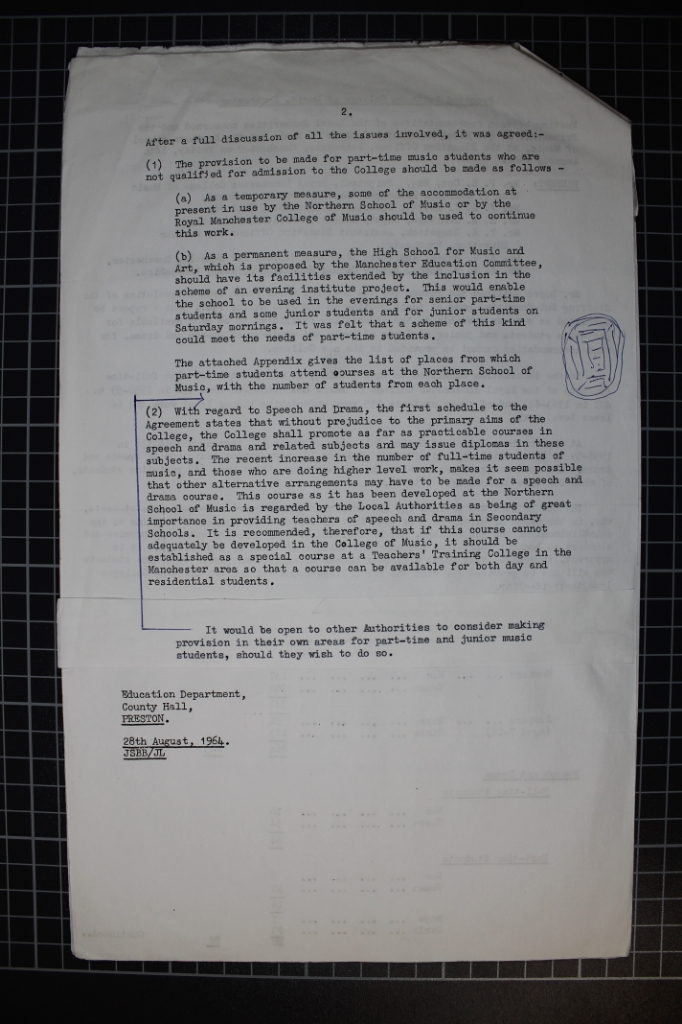 2.
After a full discussion of all the issues involved, it was agreed:-
(1) The provision to be made for part-time music students who are
not qualified for admission to the College should be made as follows -
(a) As a temporary measure, some of the accommodation at
present in use by the Northern School of Music or by the
Royal Manchester College of Music should be used to continue
this work.
(b) As a permanent measure, the High School for Music and
Art, which is proposed by the Manchester Education Committee,
should have its facilities extended by the inclusion in the
scheme of an evening institute project. This would enable
the school to be used in the evenings for senior part-time
students and some junior students and for junior students on
Saturday mornings. It was felt that a scheme of this kind
could meet the needs of part-time students.
The attached Appendix gives the list of places from which
part-time students attend courses at the Northern School of
Music, with the number of students from each place.
(2) With regard to Speech and Drama, the first schedule to the
Agreement states that without prejudice to the primary aims of the
College, the College shall promote as far as practicable courses in
speech and drama and related subjects and may issue diplomas in these
subjects. The recent increase in the number of full-time students of
music, and those who are doing higher level work, makes it seem possible
that other alternative arrangements may have to be made for a speech and
drama course. This course as it has been developed at the Northern
School of Music is regarded by the Local Authorities as being of great
importance in providing teachers of speech and drama in Secondary
Schools. It is recommended, therefore, that if this course cannot
adequately be developed in the College of Music, it should be
established as a special course at a Teachers' Training College in the
Manchester area so that a course can be available for both day and
residential students.
It would be open to other Authorities to consider making
provision in their own areas for part-time and junior music
students, should they wish to do so.
Education Department,
County Hall,
PRESTON.
28th August, 1964.
JSBB/JL